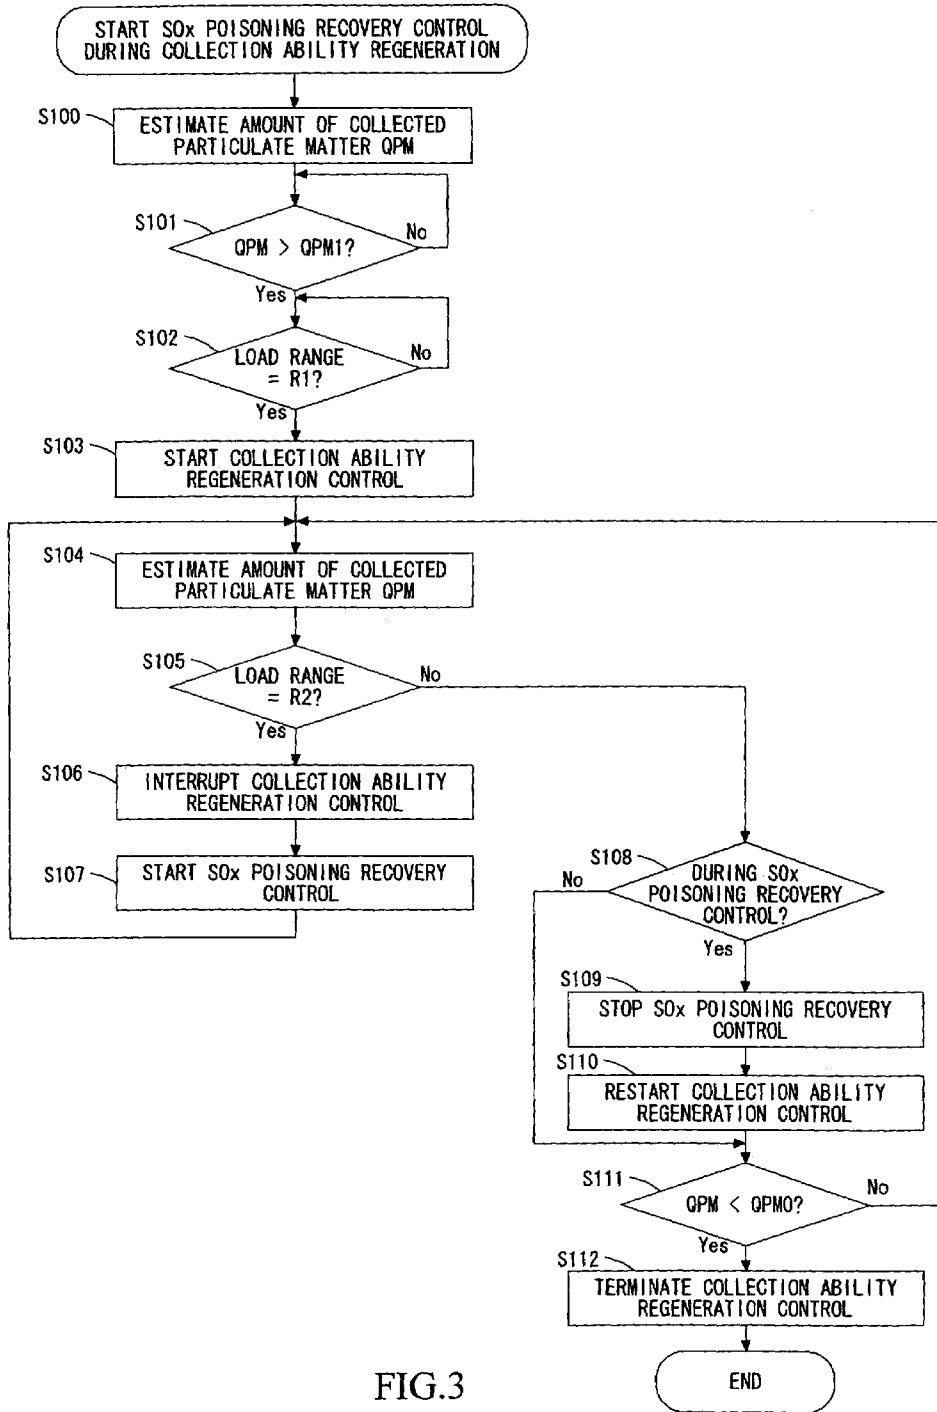 START SOx POISONING RECOVERY CONTROL
DURING COLLECTION ABILITY REGENERATION
S100
ESTIMATE AMOUNT OF COLLECTED
PARTICULATE MATTER QPM
S101
QPM > QPM1?
No
Yes
S102
LOAD RANGE
= R1?
No
Yes
S103
START COLLECTION ABILITY
REGENERATION CONTROL
S104
ESTIMATE AMOUNT OF COLLECTED
PARTICULATE MATTER QPM
S105
LOAD RANGE
= R2?
No
Yes
S106
INTERRUPT COLLECTION ABILITY
REGENERATION CONTROL
S107
START SOx POISONING RECOVERY
CONTROL
S108
DURING SOx
POISONING RECOVERY
CONTROL?
No
Yes
S109
STOP SOx POISONING RECOVERY
CONTROL
S110
RESTART COLLECTION ABILITY
REGENERATION CONTROL
S111
QPM < QPM0?
No
Yes
S112
TERMINATE COLLECTION ABILITY
REGENERATION CONTROL
END
FIG.3